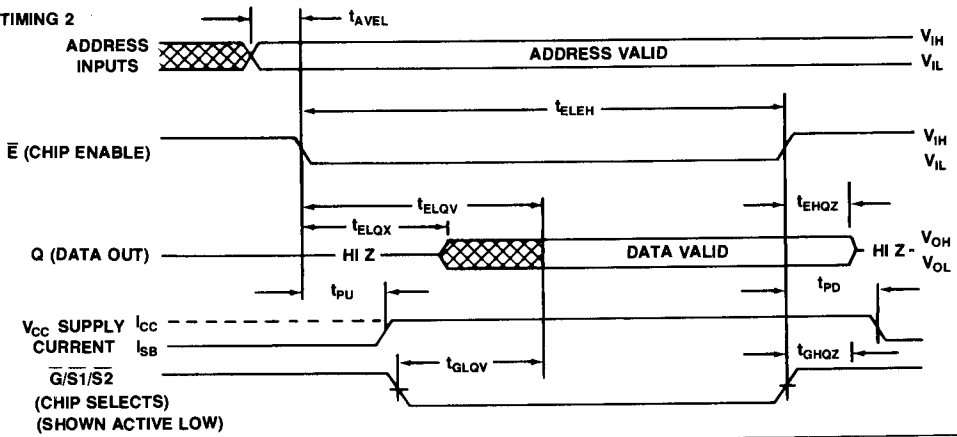 TIMING 2
tAVEL
ADDRESS INPUTS
ADDRESS VALID
VIH
VIL
tELEH
E̅ (CHIP ENABLE)
VIH
VIL
tELQV
tEHQZ
tELQX
Q (DATA OUT)
HI Z
DATA VALID
HI Z
VOH
VOL
tPU
tPD
VCC SUPPLY CURRENT
ICC
ISB
tGLQV
tGHQZ
G̅/S̅1̅/S̅2̅
(CHIP SELECTS)
(SHOWN ACTIVE LOW)